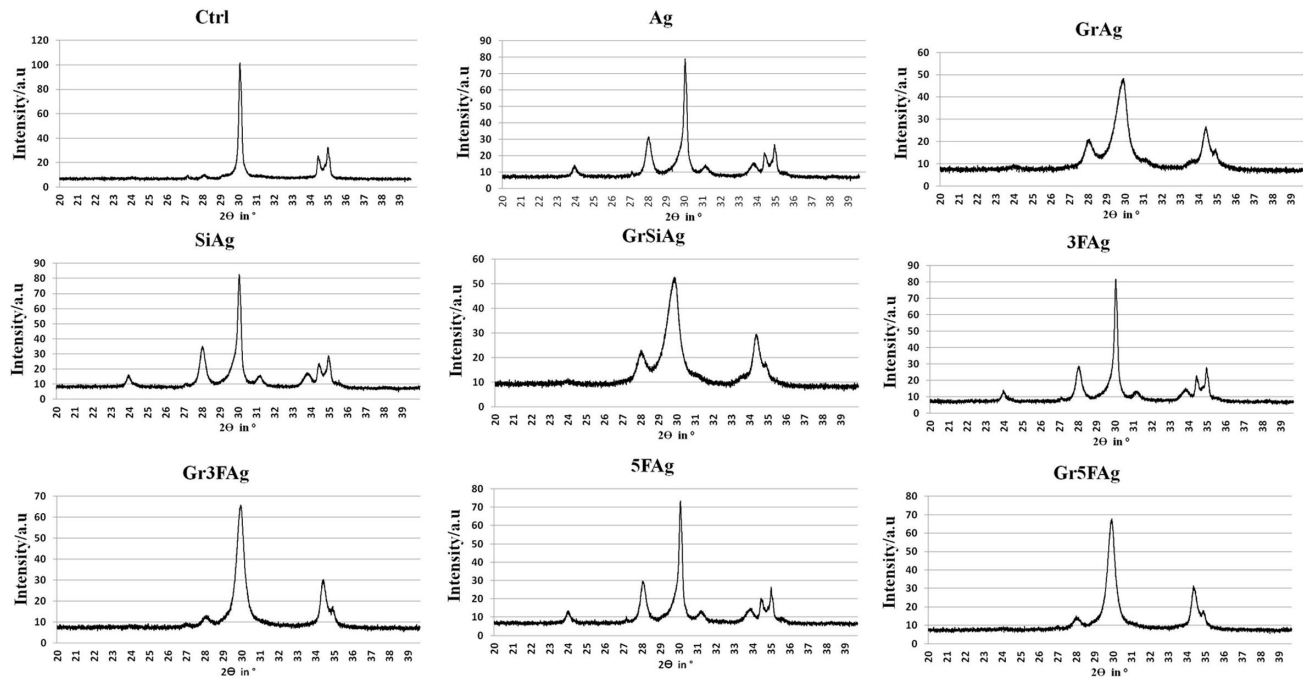 Ctrl
Intensity/a.u
120
100
80
60
40
20
0
20 21 22 23 24 25 26 27 28 29 30 31 32 33 34 35 36 37 38 39
2Θ in °
Ag
Intensity/a.u
90
80
70
60
50
40
30
20
10
0
20 21 22 23 24 25 26 27 28 29 30 31 32 33 34 35 36 37 38 39
2Θ in °
GrAg
Intensity/a.u
60
50
40
30
20
10
0
20 21 22 23 24 25 26 27 28 29 30 31 32 33 34 35 36 37 38 39
2Θ in °
SiAg
Intensity/a.u
90
80
70
60
50
40
30
20
10
0
20 21 22 23 24 25 26 27 28 29 30 31 32 33 34 35 36 37 38 39
2Θ in °
GrSiAg
Intensity/a.u
60
50
40
30
20
10
0
20 21 22 23 24 25 26 27 28 29 30 31 32 33 34 35 36 37 38 39
2Θ in °
3FAg
Intensity/a.u
90
80
70
60
50
40
30
20
10
0
20 21 22 23 24 25 26 27 28 29 30 31 32 33 34 35 36 37 38 39
2Θ in °
Gr3FAg
Intensity/a.u
70
60
50
40
30
20
10
0
20 21 22 23 24 25 26 27 28 29 30 31 32 33 34 35 36 37 38 39
2Θ in °
5FAg
Intensity/a.u
80
70
60
50
40
30
20
10
0
20 21 22 23 24 25 26 27 28 29 30 31 32 33 34 35 36 37 38 39
2Θ in °
Gr5FAg
Intensity/a.u
80
70
60
50
40
30
20
10
0
20 21 22 23 24 25 26 27 28 29 30 31 32 33 34 35 36 37 38 39
2Θ in °